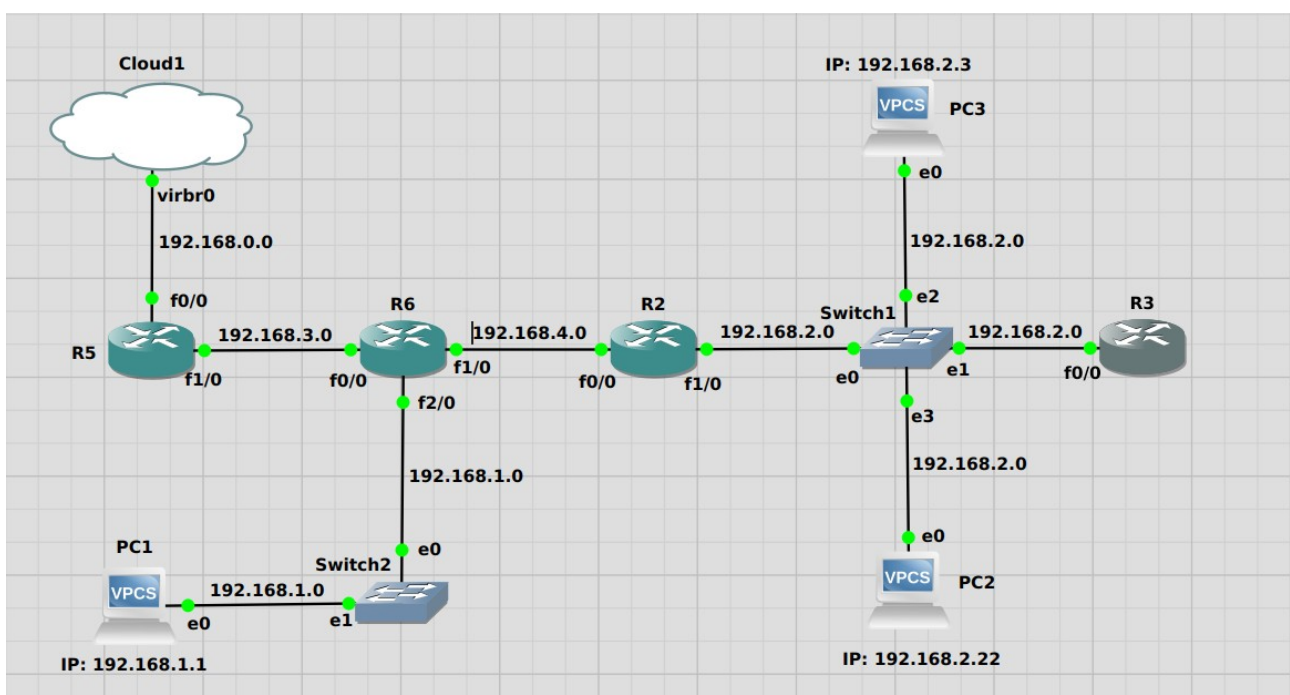 Cloud1
IP: 192.168.2.3
VPCS
PC3
e0
virbr0
192.168.0.0
192.168.2.0
f0/0
e2
R5
f1/0
192.168.3.0
R6
f0/0
f1/0
f2/0
192.168.4.0
R2
f0/0
f1/0
192.168.2.0
Switch1
e0
e1
192.168.2.0
R3
f0/0
e3
192.168.1.0
192.168.2.0
e0
e0
PC1
VPCS
192.168.1.0
Switch2
e0
e1
VPCS
PC2
IP: 192.168.1.1
IP: 192.168.2.22